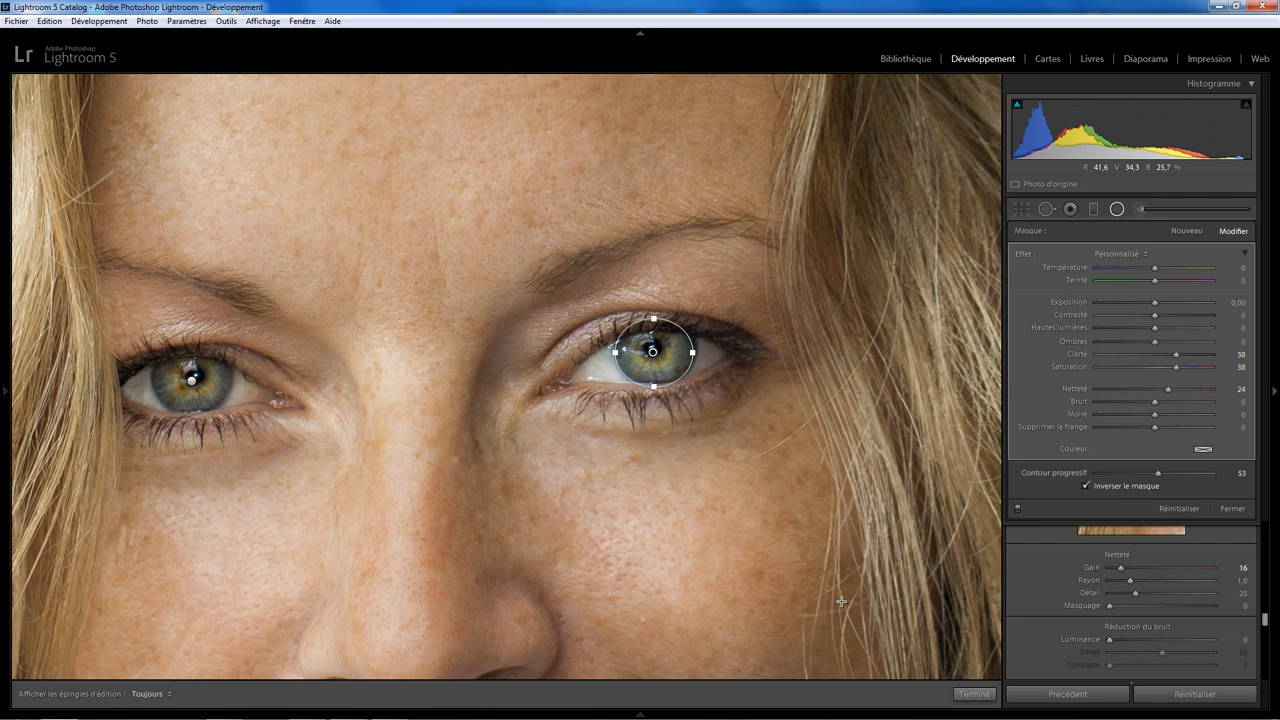 Lightroom 5 Catalog - Adobe Photoshop Lightroom - Développement
Fichier Edition Développement Photo Paramètres Outils Affichage Fenêtre Aide
Lr Adobe Photoshop
Lightroom 5
Bibliothèque | Développement | Cartes | Livres | Diaporama | Impression | Web
Histogramme
R 41,6 V 34,3 B 25,7 %
Photo d'origine
Masque : Nouveau Modifier
Effet : Personnalisé
Température 0
Teinte 0
Exposition 0,00
Contraste 0
Hautes lumières 0
Ombres 0
Clarté 38
Saturation 38
Netteté 24
Bruit 0
Moiré 0
Supprimer la frange 0
Couleur
Contour progressif 53
Inverser le masque
Réinitialiser Fermer
Netteté
Gain 16
Rayon 1,0
Détail 25
Masquage 0
Réduction du bruit
Luminance 0
Détail 50
Contraste 0
Afficher les épingles d'édition : Toujours Terminé
Précédent Réinitialiser